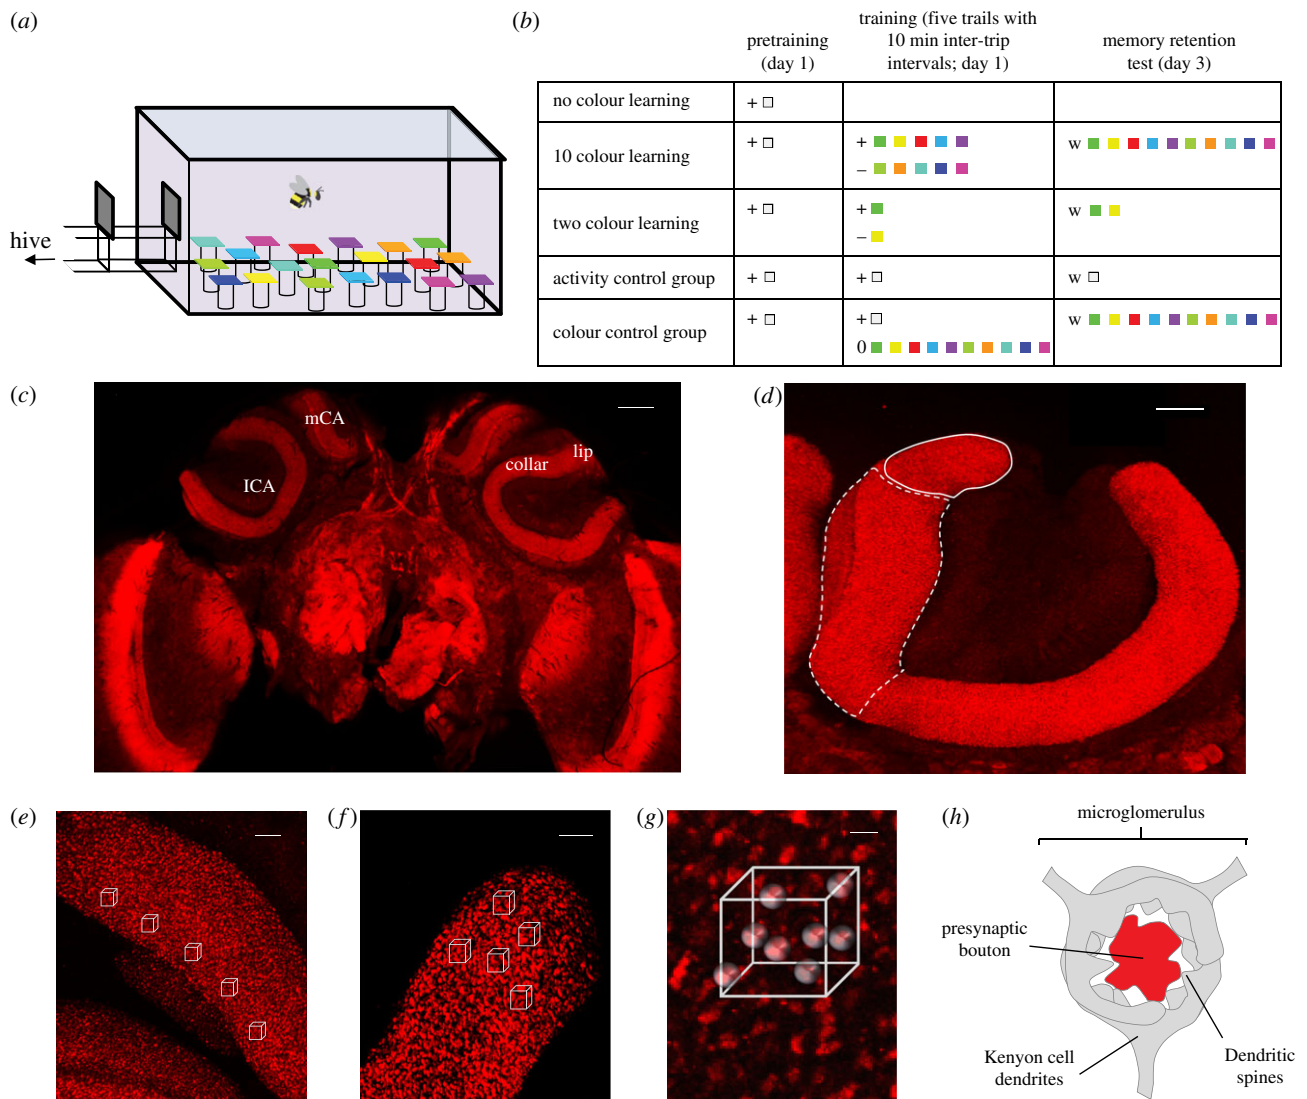 (a)
hive
(b)
pretraining
(day 1)
training (five trails with
10 min inter-trip
intervals; day 1)
memory retention
test (day 3)
no colour learning
+
10 colour learning
+
+
–
w
two colour learning
+
+
–
w
activity control group
+
+
w
colour control group
+
+
0
w
(c)
mCA
lCA
collar
lip
(d)
(e)
(f)
(g)
(h)
microglomerulus
presynaptic
bouton
Kenyon cell
dendrites
Dendritic
spines